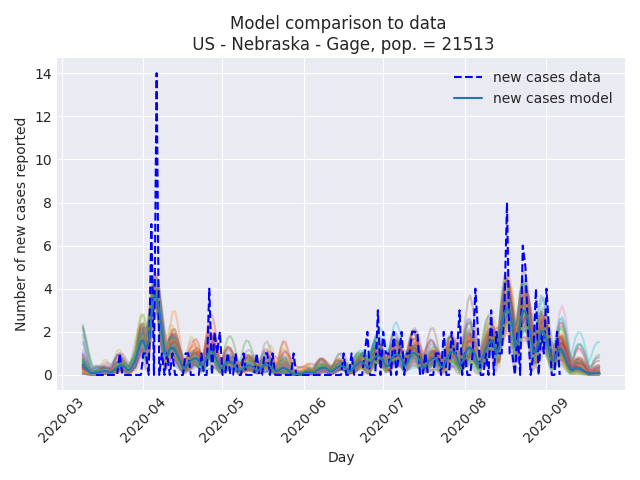 Model comparison to data
US - Nebraska - Gage, pop. = 21513
new cases data
new cases model
Number of new cases reported
14
12
10
8
6
4
2
0
2020-03
2020-04
2020-05
2020-06
2020-07
2020-08
2020-09
Day